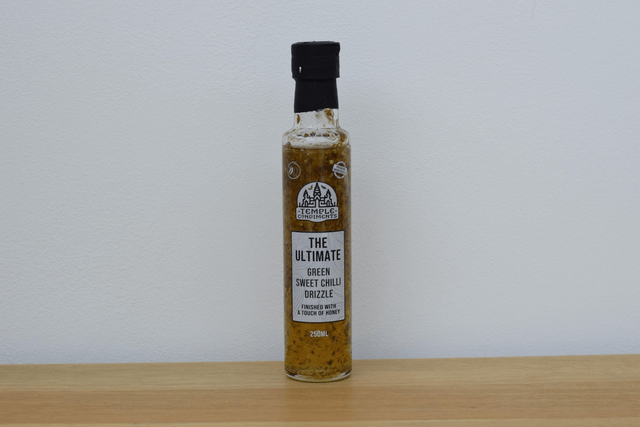 TEMPLE
CONDIMENTS
THE
ULTIMATE
GREEN
SWEET CHILLI
DRIZZLE
FINISHED WITH
& TOUCH OF HONEY
250ML